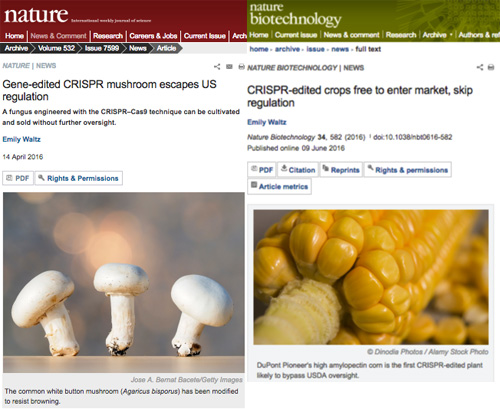 nature International weekly journal of science
Home News & Comment Research Careers & Jobs Current Issue Archive
Archive Volume 532 Issue 7599 News Article
NATURE | NEWS
Gene-edited CRISPR mushroom escapes US
regulation
A fungus engineered with the CRISPR–Cas9 technique can be cultivated
and sold without further oversight.
Emily Waltz
14 April 2016
PDF Rights & Permissions
Jose A. Bernat Bacete/Getty Images
The common white button mushroom (Agaricus bisporus) has been modified
to resist browning.
nature
biotechnology
Home Current issue News & comment Research Archive Authors & ref
home archive issue news full text
NATURE BIOTECHNOLOGY | NEWS
CRISPR-edited crops free to enter market, skip
regulation
Emily Waltz
Nature Biotechnology 34, 582 (2016) doi:10.1038/nbt0616-582
Published online 09 June 2016
PDF Citation Reprints Rights & permissions
Article metrics
© Dinodia Photos / Alamy Stock Photo
DuPont Pioneer's high amylopectin corn is the first CRISPR-edited plant
likely to bypass USDA oversight.